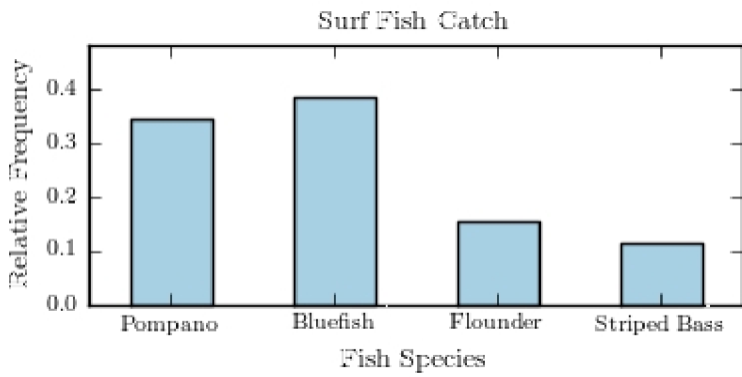 Surf Fish Catch
Relative Frequency
0.4
0.3
0.2
0.1
0.0
Pompano Bluefish Flounder Striped Bass
Fish Species